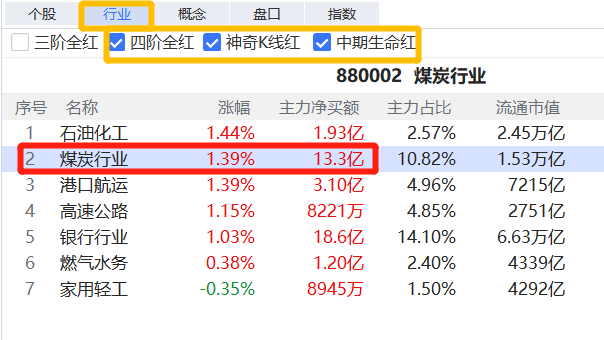 个股 行业 概念 盘口 指数
三阶全红 四阶全红 神奇K线红 中期生命红
880002 煤炭行业
序号 名称 涨幅 主力净买额 主力占比 流通市值
1 石油化工 1.44% 1.93亿 2.57% 2.45万亿
2 煤炭行业 1.39% 13.3亿 10.82% 1.53万亿
3 港口航运 1.39% 3.10亿 4.96% 7215亿
4 高速公路 1.15% 8221万 4.85% 2751亿
5 银行行业 1.03% 18.6亿 14.10% 6.63万亿
6 燃气水务 0.38% 1.20亿 2.40% 4339亿
7 家用轻工 -0.35% 8945万 1.50% 4292亿